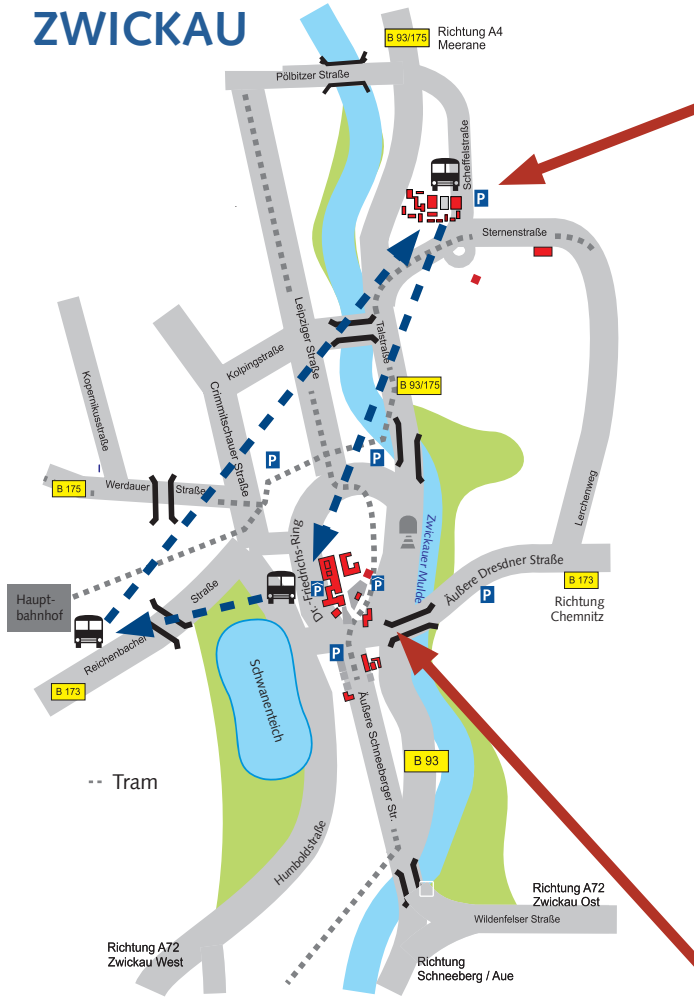 ZWICKAU
B 93/175
Richtung A4
Meerane
Pölbitzer Straße
Scheffelstraße
P
Sternenstraße
Leipziger Straße
Talstraße
Kolpingstraße
B 93/175
Kopernikusstraße
Crimmitschauer Straße
P
P
B 175
Werdauer
Straße
Lerchenweg
Dr.-Friedrichs-Ring
Zwickauer Mulde
Äußere Dresdner Straße
B 173
Richtung
Chemnitz
P
P
P
Haupt-
bahnhof
Straße
Reichenbacher
P
Schwanenteich
B 173
Äußere Schneeberger Str.
B 93
Tram
Humboldstraße
Richtung A72
Zwickau Ost
Wildenfelser Straße
Richtung A72
Zwickau West
Richtung
Schneeberg / Aue